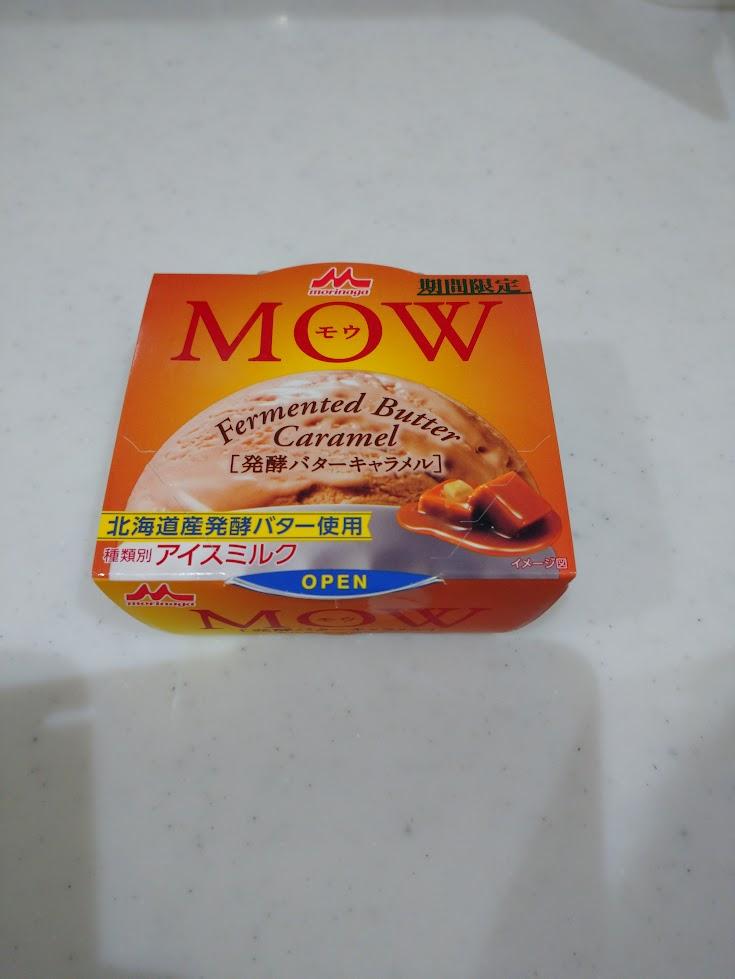 morinaga
期間限定
MOW
モウ
Fermented Butter
Caramel
[発酵バターキャラメル]
北海道産発酵バター使用
種類別 アイスミルク
イメージ図
OPEN
morinaga
MOW
モウ